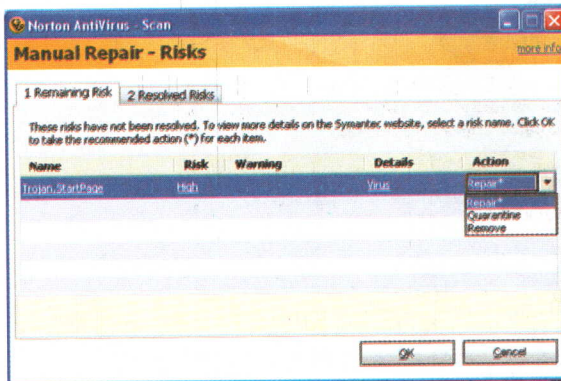 Norton AntiVirus - Scan
Manual Repair - Risks
more info
1 Remaining Risk 2 Resolved Risks
These risks have not been resolved. To view more details on the Symantec website, select a risk name. Click OK
to take the recommended action (*) for each item.
Name Risk Warning Details Action
Trojan.StartPage High Virus Repair*
Repair*
Quarantine
Remove
OK Cancel